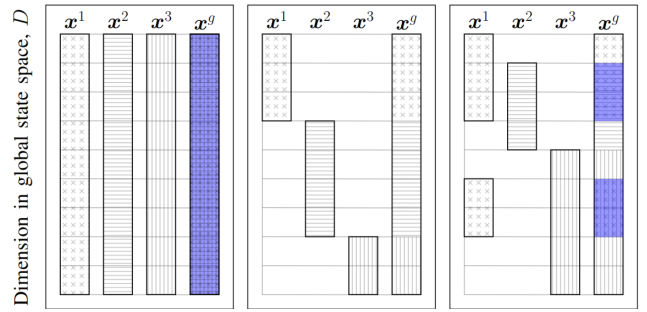 Dimension in global state space, D
x¹ x² x³ xᵍ
x¹ x² x³ xᵍ
x¹ x² x³ xᵍ